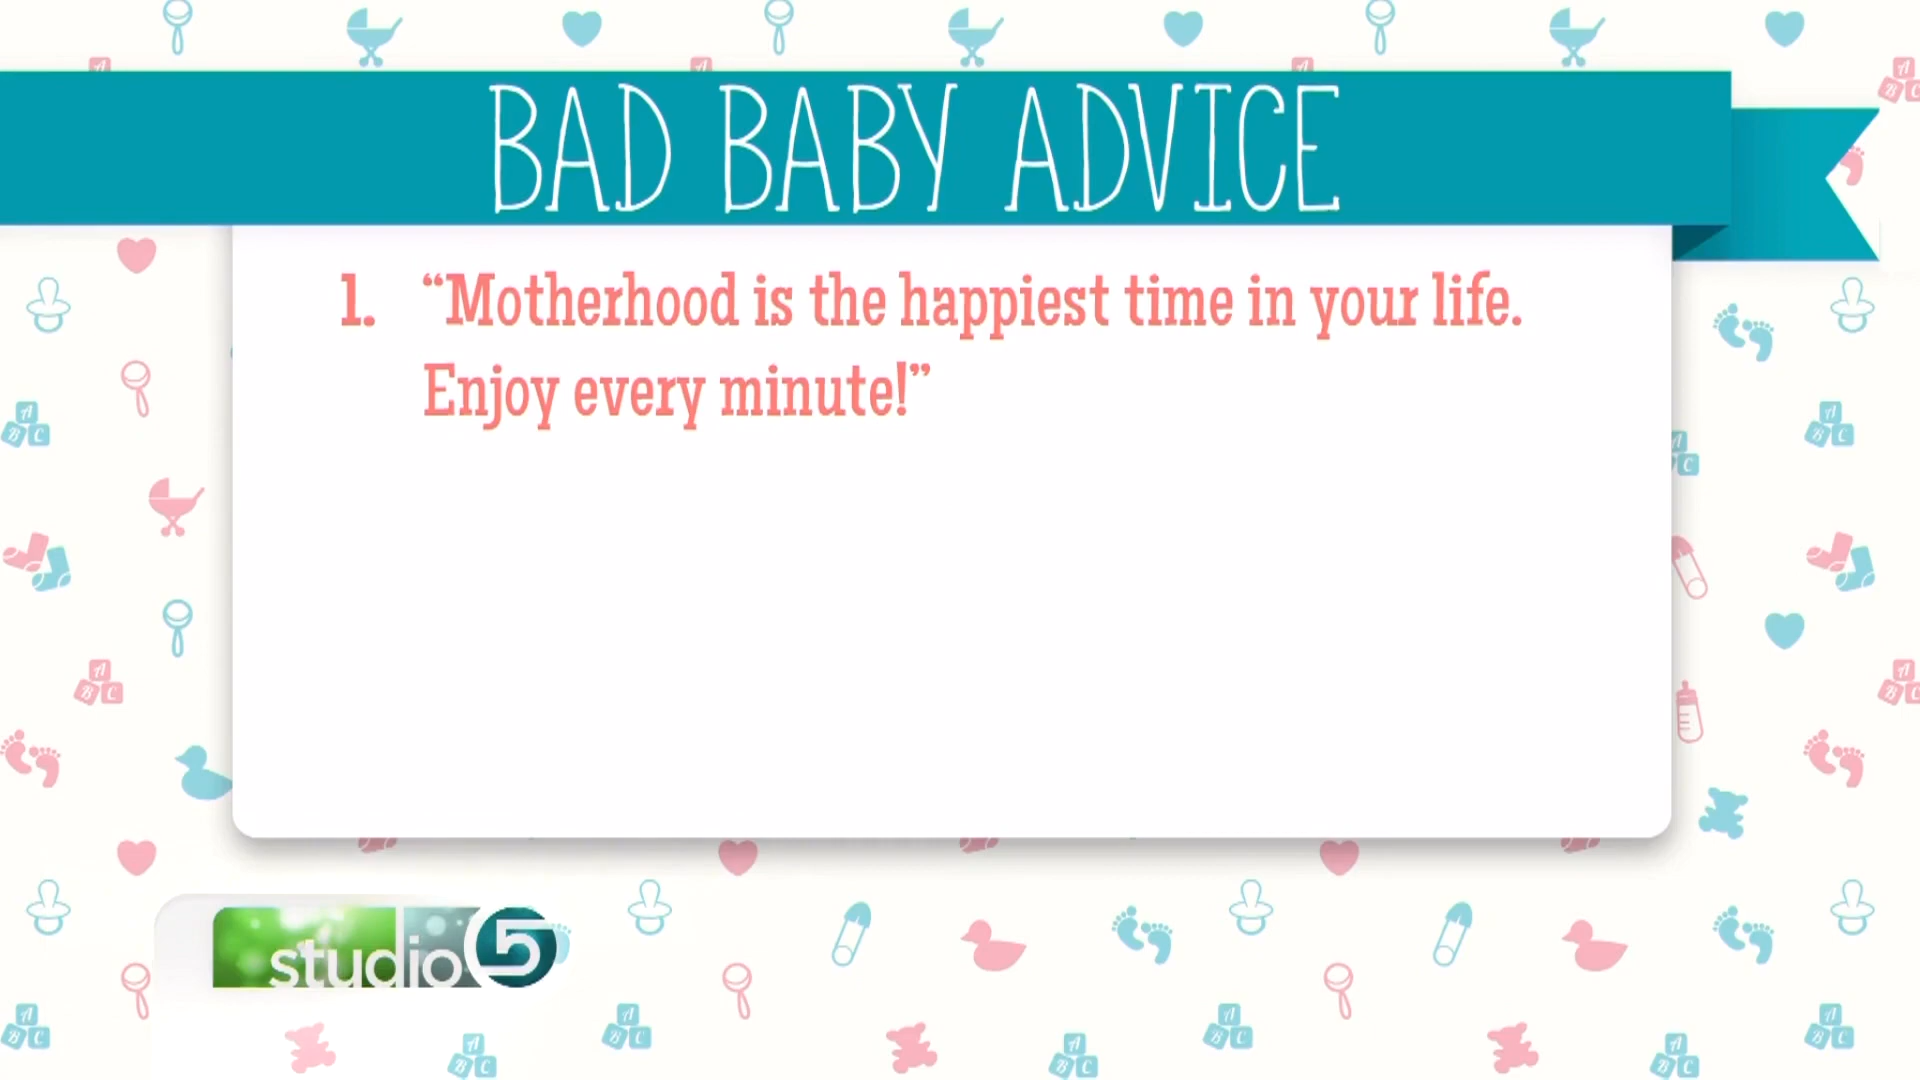 BAD BABY ADVICE
1. “Motherhood is the happiest time in your life.
Enjoy every minute!”
studio 5